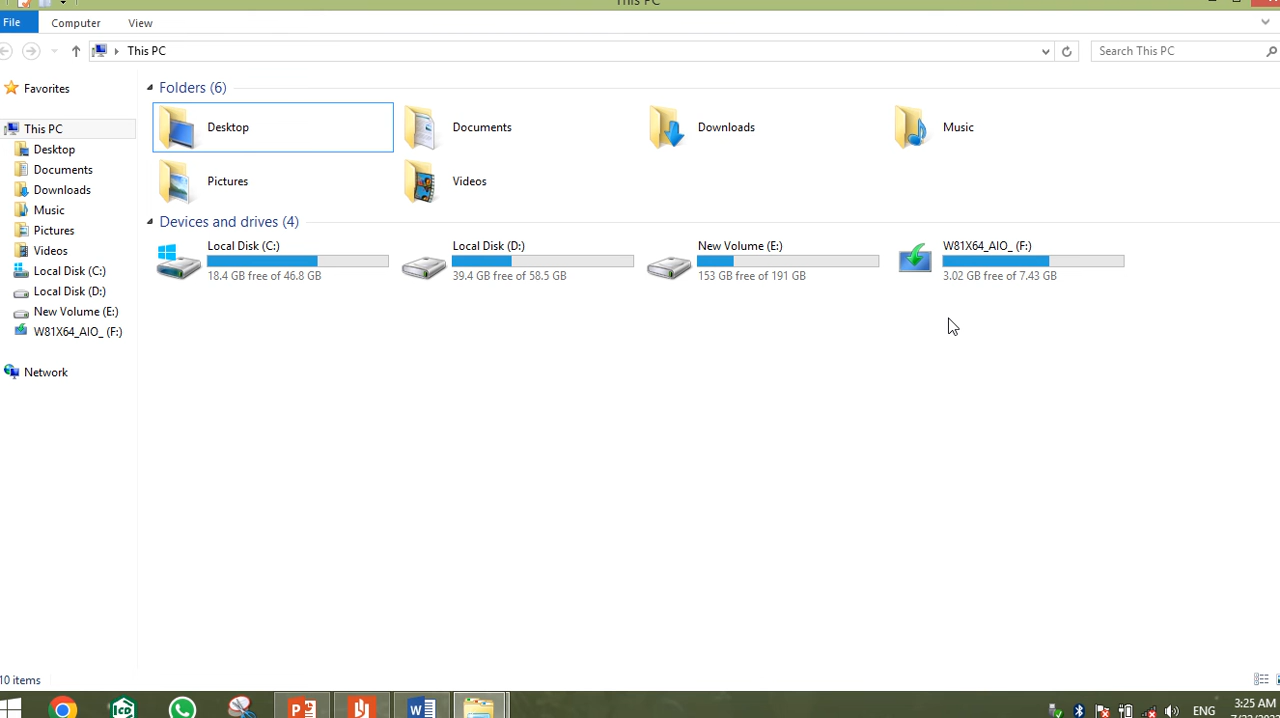 This PC
File Computer View
This PC Search This PC
Favorites
This PC
Desktop
Documents
Downloads
Music
Pictures
Videos
Local Disk (C:)
Local Disk (D:)
New Volume (E:)
W81X64_AIO_ (F:)
Network
Folders (6)
Desktop Documents Downloads Music
Pictures Videos
Devices and drives (4)
Local Disk (C:) Local Disk (D:) New Volume (E:) W81X64_AIO_ (F:)
18.4 GB free of 46.8 GB 39.4 GB free of 58.5 GB 153 GB free of 191 GB 3.02 GB free of 7.43 GB
10 items
ENG 3:25 AM